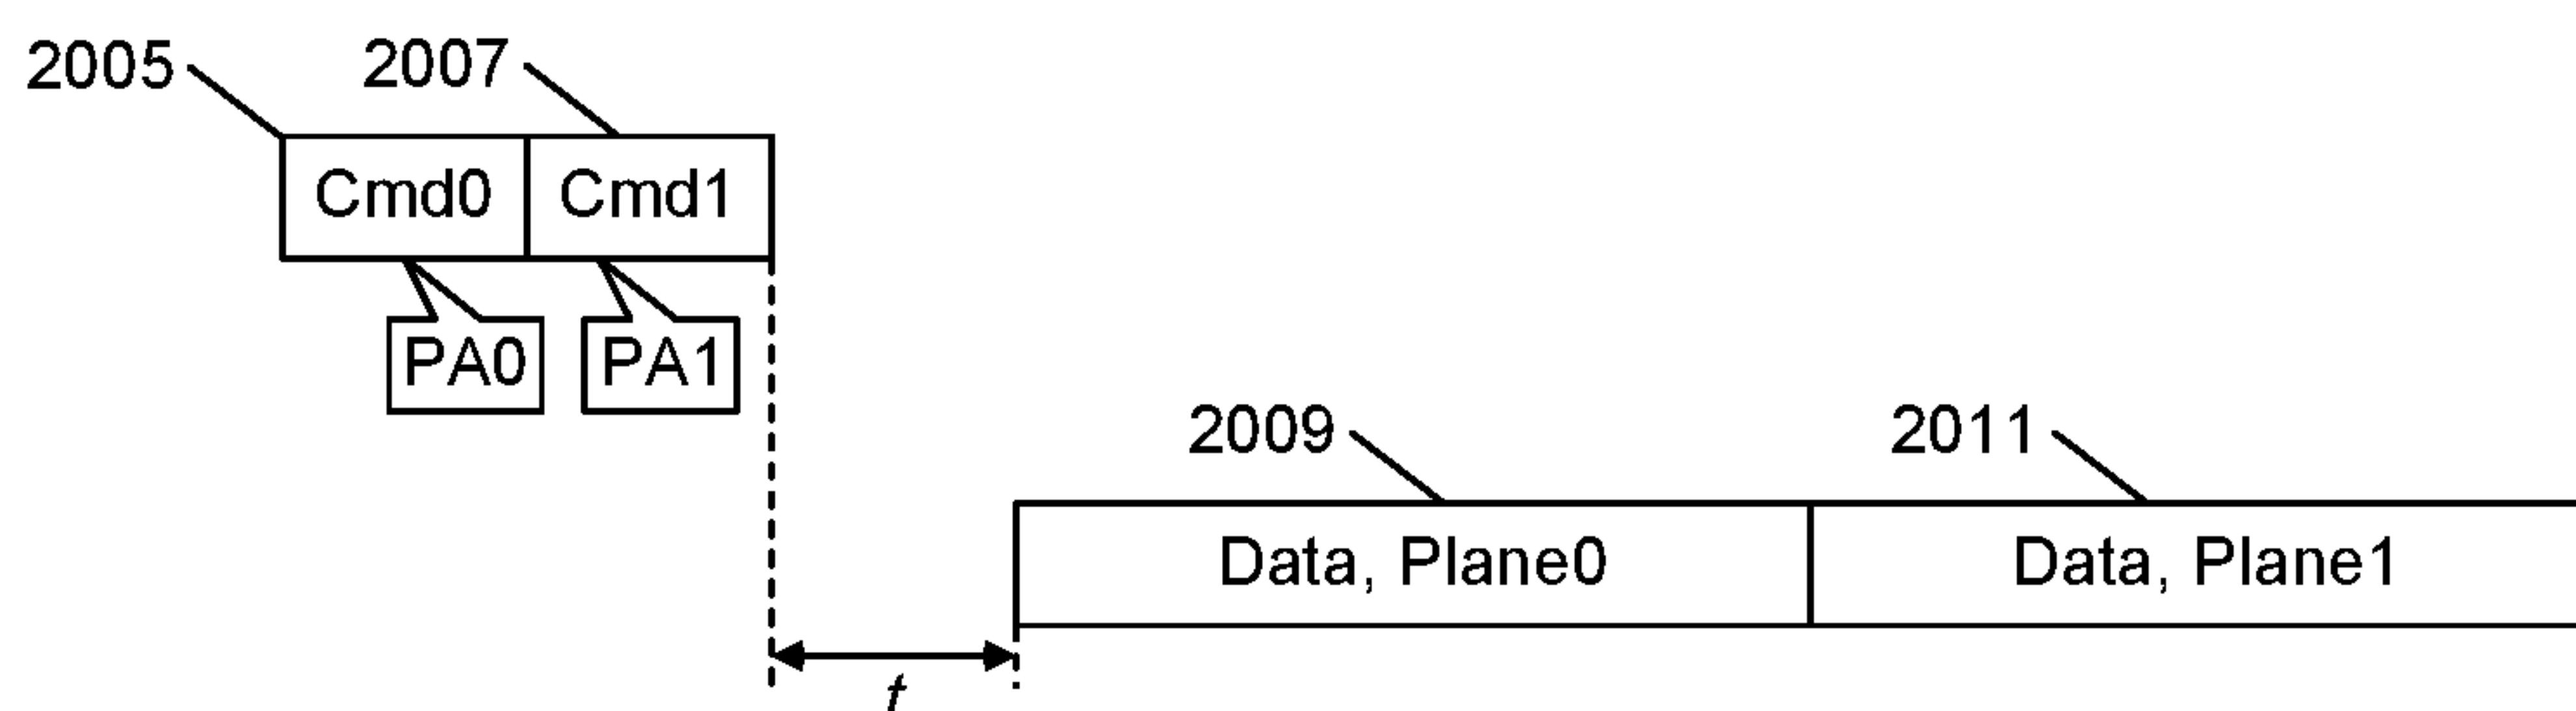 2005 2007
Cmd0 Cmd1
PA0 PA1
2009 2011
Data, Plane0 Data, Plane1